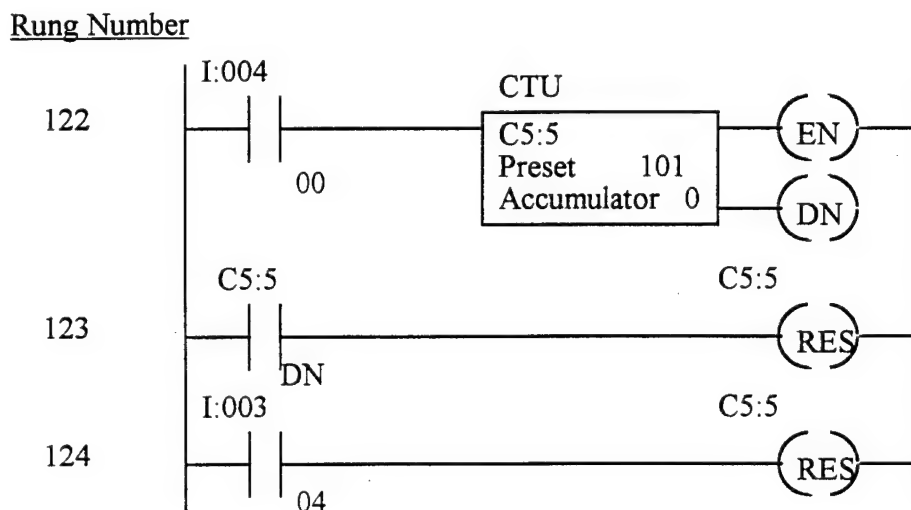 Rung Number
I:004
CTU
122
C5:5
EN
Preset 101
00
Accumulator 0
DN
C5:5
C5:5
123
RES
DN
I:003
C5:5
124
RES
04